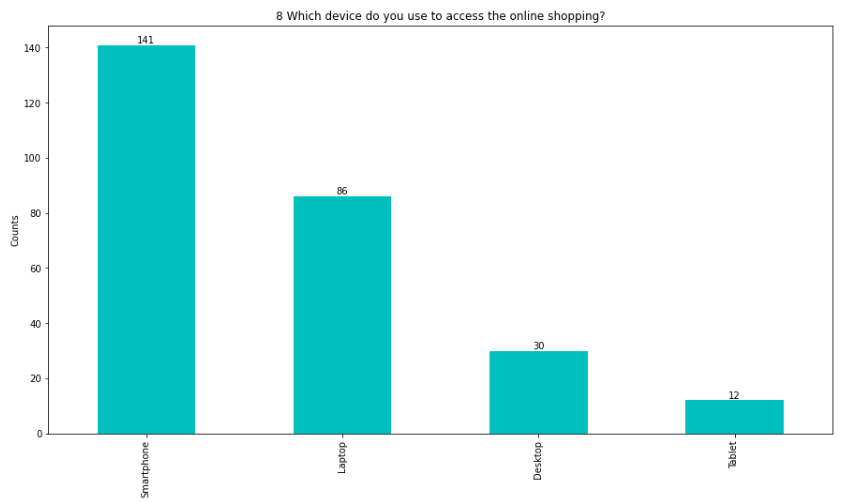 8 Which device do you use to access the online shopping?
141
140
120
100
86
80
Counts
60
40
30
20
12
0
Smartphone
Laptop
Desktop
Tablet